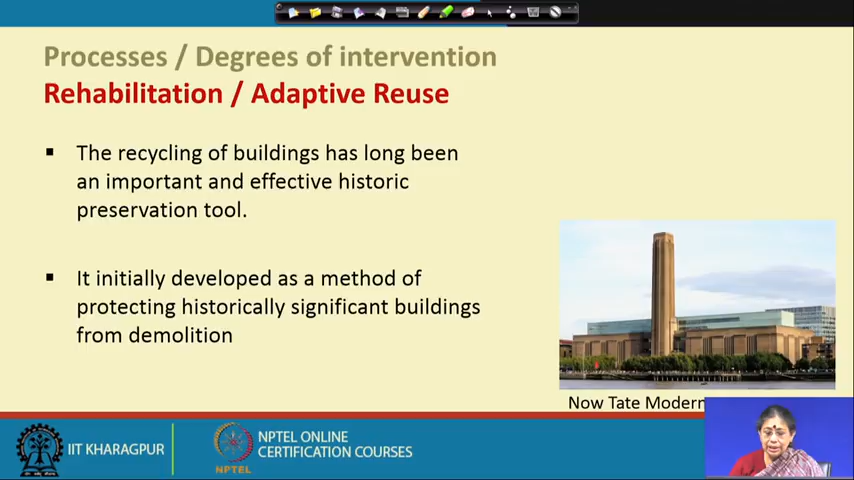 Processes / Degrees of intervention
Rehabilitation / Adaptive Reuse
▪ The recycling of buildings has long been
an important and effective historic
preservation tool.
▪ It initially developed as a method of
protecting historically significant buildings
from demolition
Now Tate Modern
IIT KHARAGPUR
NPTEL
NPTEL ONLINE
CERTIFICATION COURSES